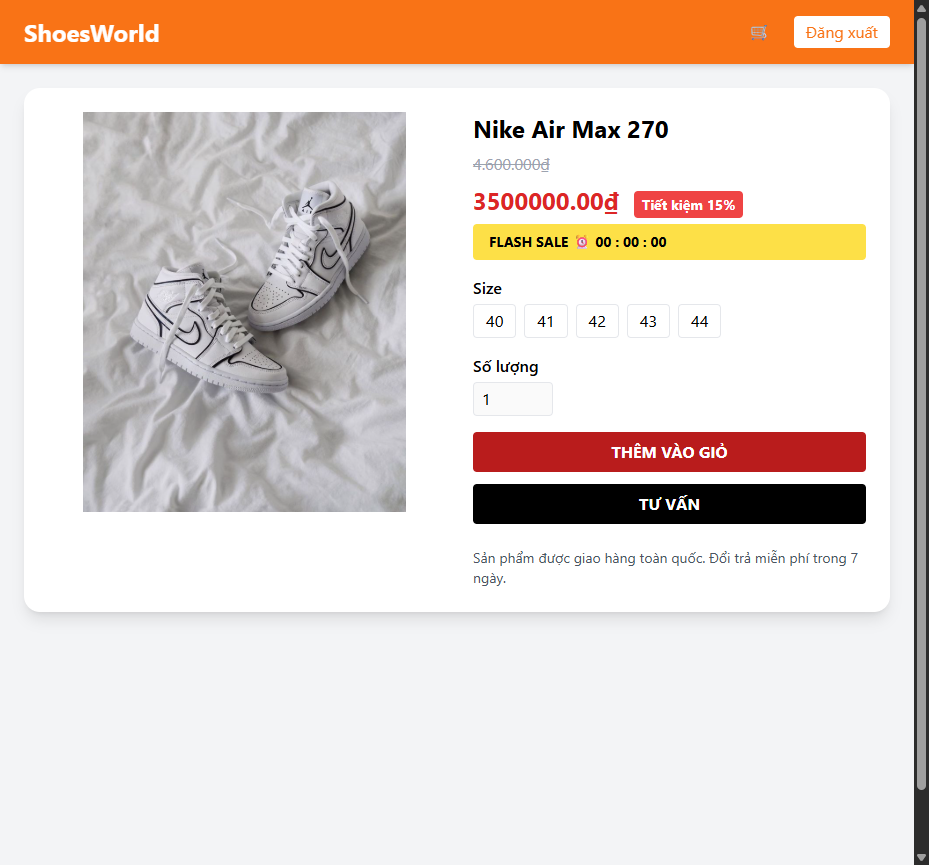 ShoesWorld
🛒 Đăng xuất
Nike Air Max 270
4.600.000₫
3500000.00₫ Tiết kiệm 15%
FLASH SALE ⏰ 00 : 00 : 00
Size
40 41 42 43 44
Số lượng
1
THÊM VÀO GIỎ
TƯ VẤN
Sản phẩm được giao hàng toàn quốc. Đổi trả miễn phí trong 7
ngày.